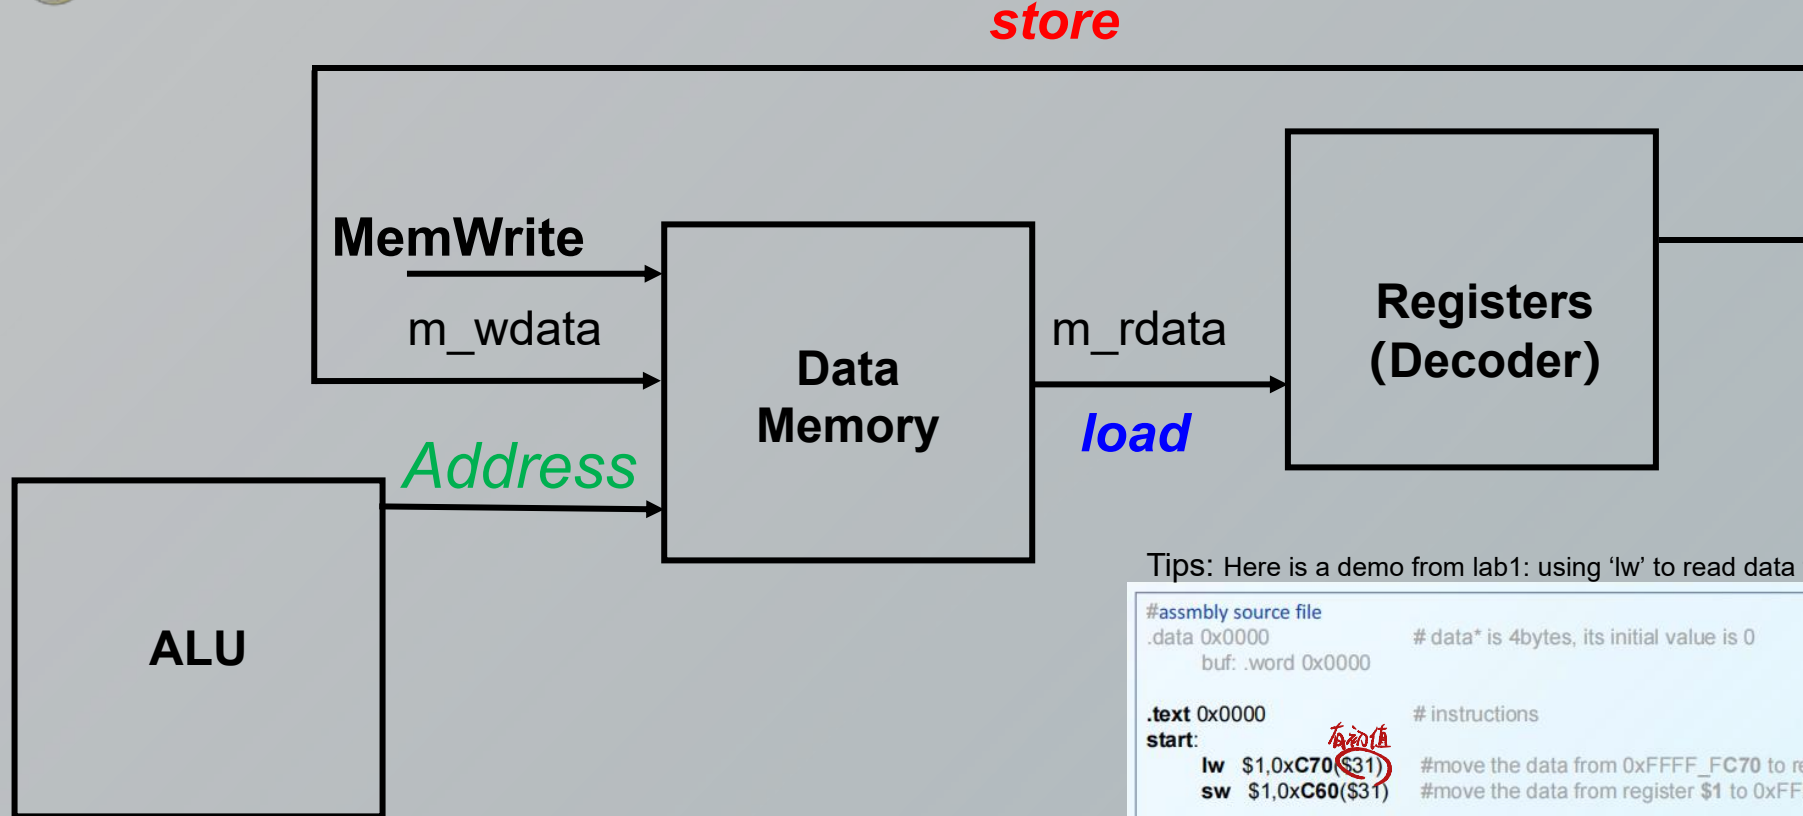 store
MemWrite
m_wdata
Data
Memory
m_rdata
load
Registers
(Decoder)
Address
ALU
Tips: Here is a demo from lab1: using ‘lw’ to read data
#assmbly source file
.data 0x0000 # data* is 4bytes, its initial value is 0
buf: .word 0x0000
.text 0x0000 # instructions
start:
有初值
lw $1,0xC70($31) #move the data from 0xFFFF_FC70 to re
sw $1,0xC60($31) #move the data from register $1 to 0xFF